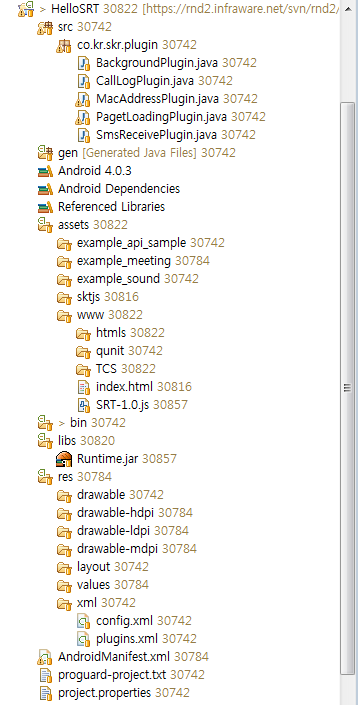 > HelloSRT 30822 [https://rnd2.infraware.net/svn/rnd2/
src 30742
co.kr.skr.plugin 30742
BackgroundPlugin.java 30742
CallLogPlugin.java 30742
MacAddressPlugin.java 30742
PagetLoadingPlugin.java 30742
SmsReceivePlugin.java 30742
gen [Generated Java Files] 30742
Android 4.0.3
Android Dependencies
Referenced Libraries
assets 30822
example_api_sample 30742
example_meeting 30784
example_sound 30742
sktjs 30816
www 30822
htmls 30822
qunit 30742
TCS 30822
index.html 30816
SRT-1.0.js 30857
> bin 30742
libs 30820
Runtime.jar 30857
res 30784
drawable 30742
drawable-hdpi 30784
drawable-ldpi 30784
drawable-mdpi 30784
layout 30742
values 30784
xml 30742
config.xml 30742
plugins.xml 30742
AndroidManifest.xml 30784
proguard-project.txt 30742
project.properties 30742